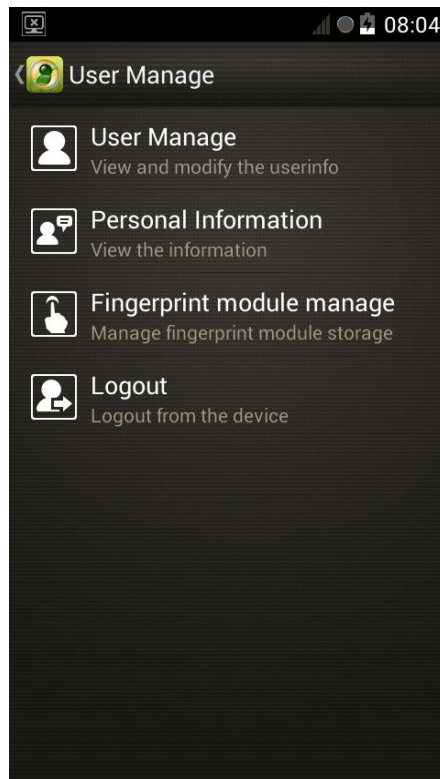 08:04
User Manage
User Manage
View and modify the userinfo
Personal Information
View the information
Fingerprint module manage
Manage fingerprint module storage
Logout
Logout from the device